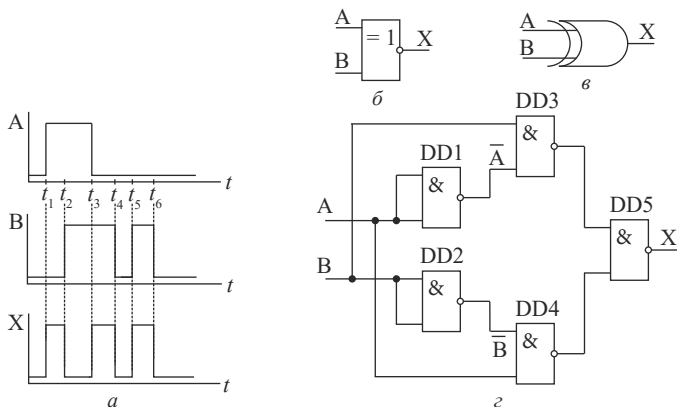 A
t
t1 t2 t3 t4 t5 t6
B
t
X
t
а
A
B
= 1
X
б
A
B
X
в
DD3
&
DD1
A̅
&
A
DD5
&
X
B
DD2
&
DD4
B̅
&
г